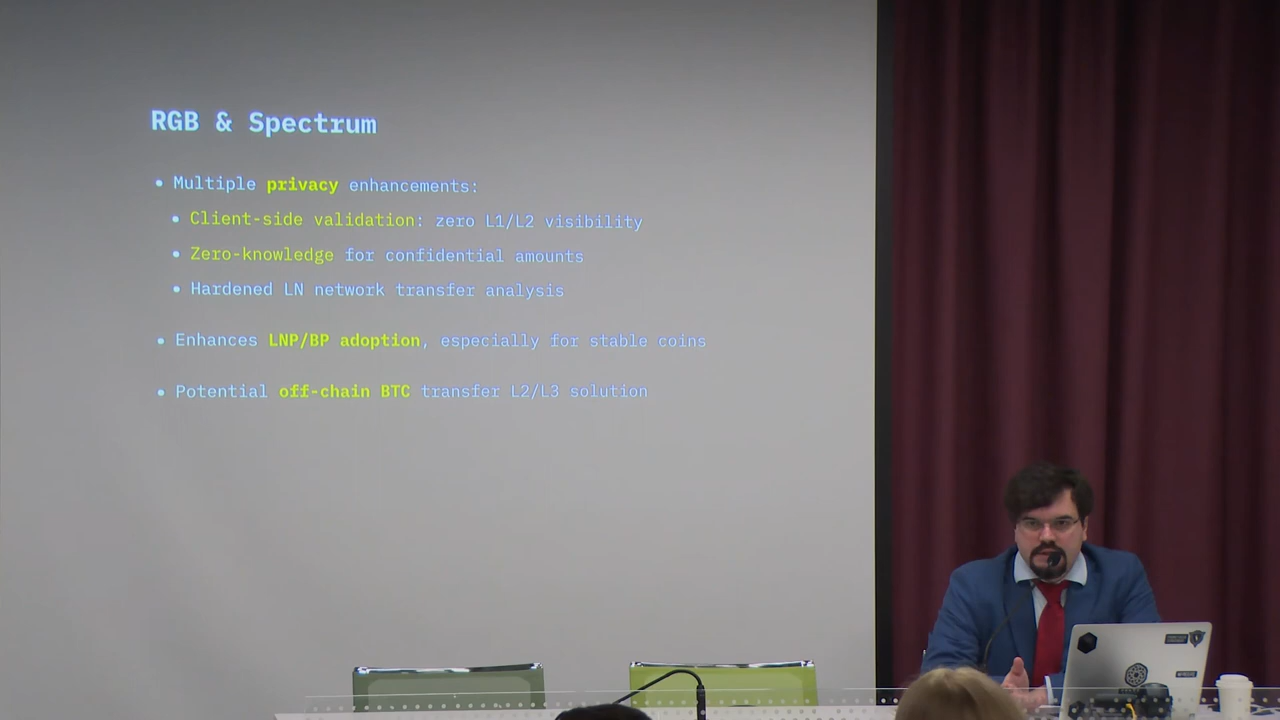 RGB & Spectrum
• Multiple privacy enhancements:
• Client-side validation: zero L1/L2 visibility
• Zero-knowledge for confidential amounts
• Hardened LN network transfer analysis
• Enhances LNP/BP adoption, especially for stable coins
• Potential off-chain BTC transfer L2/L3 solution